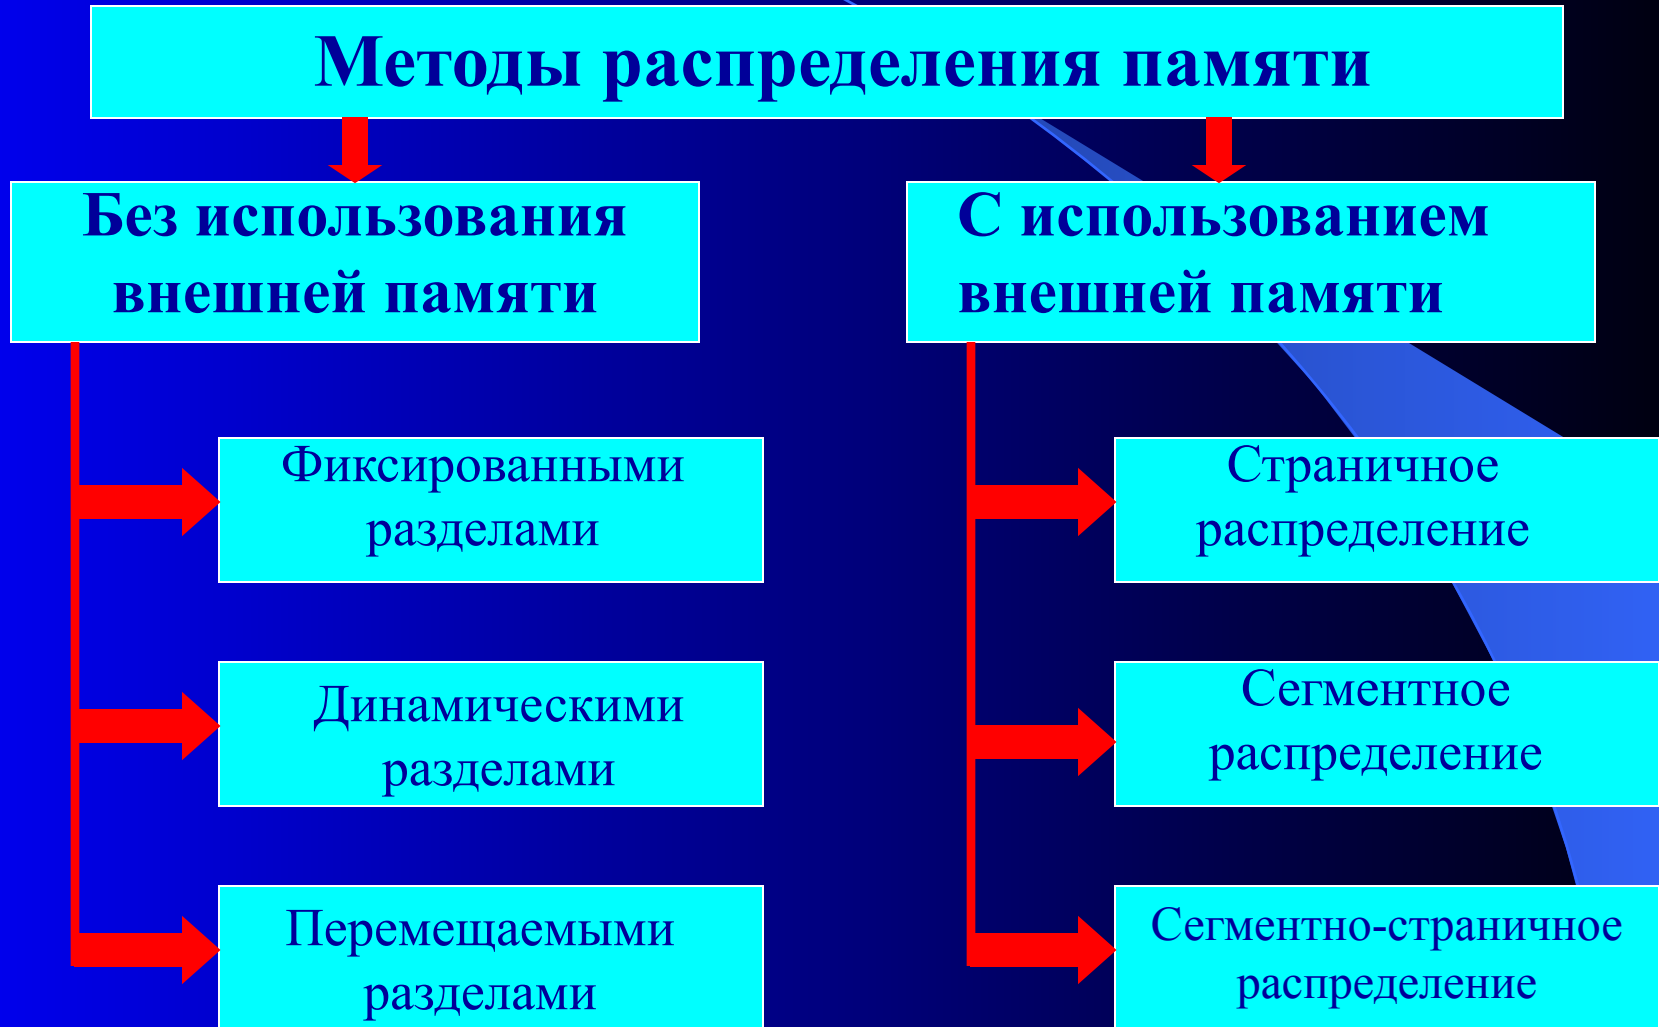 Методы распределения памяти
Без использования
внешней памяти
С использованием
внешней памяти
Фиксированными
разделами
Динамическими
разделами
Перемещаемыми
разделами
Страничное
распределение
Сегментное
распределение
Сегментно-страничное
распределение